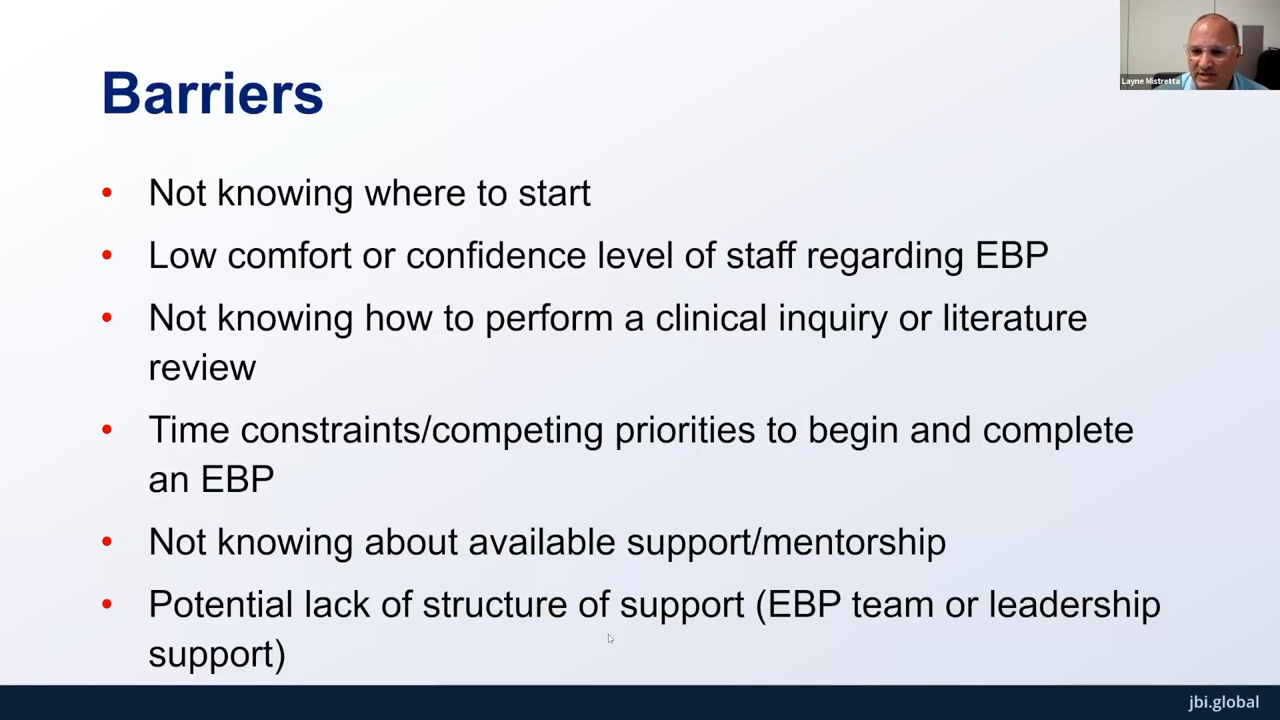 Layne Mistretta
Barriers
• Not knowing where to start
• Low comfort or confidence level of staff regarding EBP
• Not knowing how to perform a clinical inquiry or literature
review
• Time constraints/competing priorities to begin and complete
an EBP
• Not knowing about available support/mentorship
• Potential lack of structure of support (EBP team or leadership
support)
jbi.global